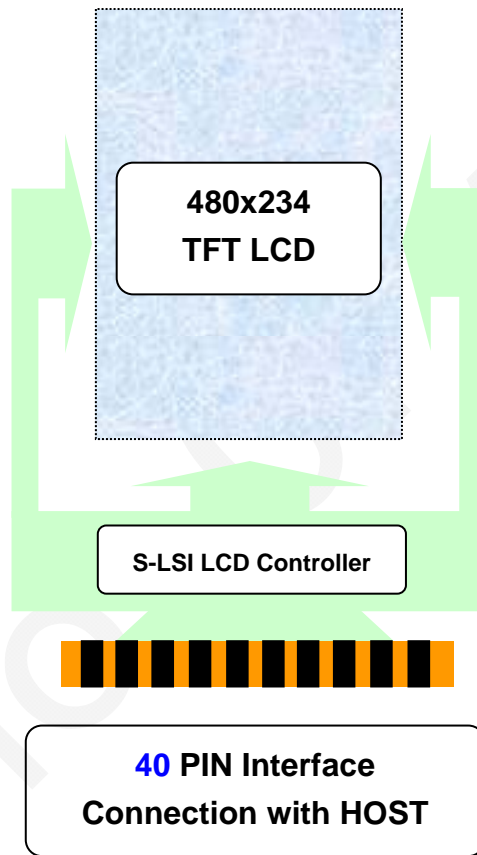 480x234
TFT LCD
S-LSI LCD Controller
40 PIN Interface
Connection with HOST